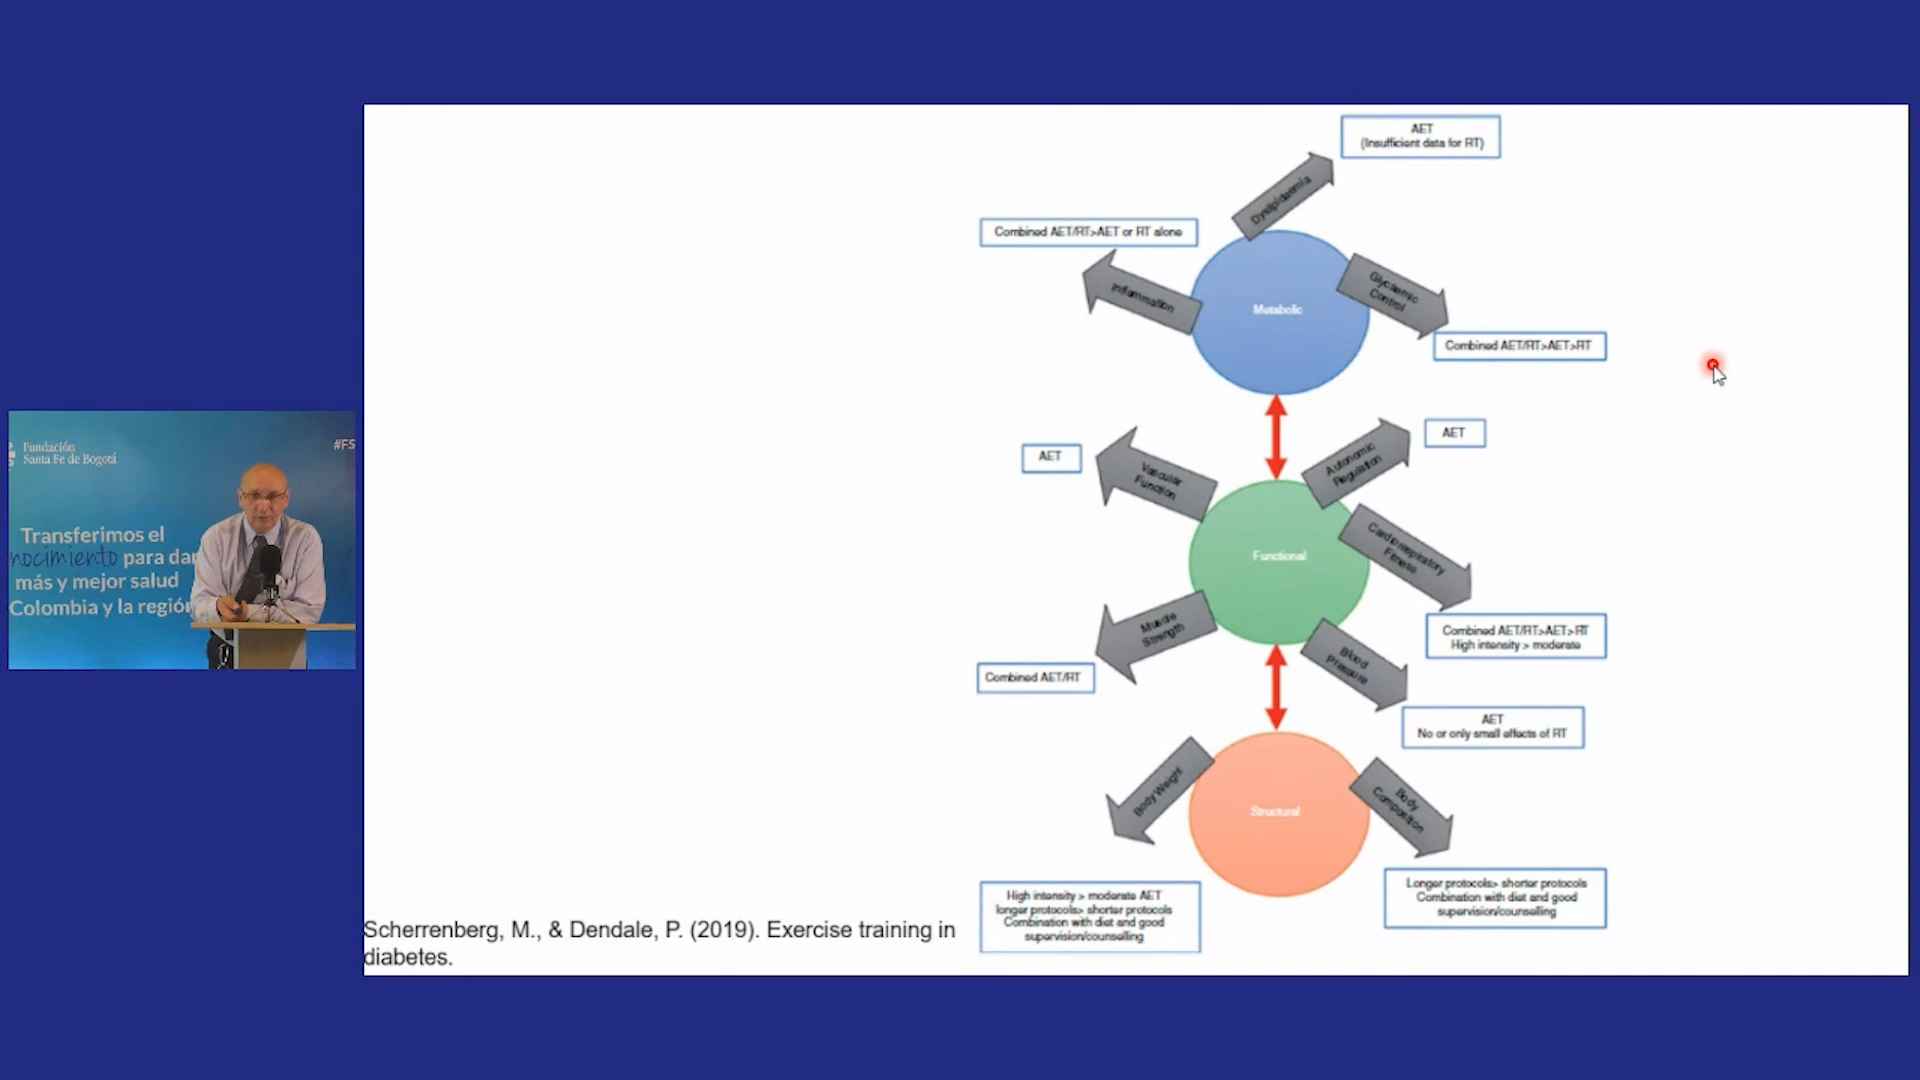 Fundación
Santa Fe de Bogotá
#FS
Transferimos el
nocimiento para dar
más y mejor salud
Colombia y la región
AET
(Insufficient data for RT)
Dyslipidaemia
Combined AET/RT>AET or RT alone
Inflammation
Metabolic
Glycaemic
Control
Combined AET/RT>AET>RT
AET
Vascular
Function
Autonomic
Regulation
AET
Functional
Cardiorespiratory
Fitness
Combined AET/RT>AET>RT
High intensity > moderate
Muscle
Strength
Combined AET/RT
Blood
Pressure
AET
No or only small effects of RT
Structural
Body Weight
High intensity > moderate AET
longer protocols> shorter protocols
Combination with diet and good
supervision/counselling
Body
Composition
Longer protocols> shorter protocols
Combination with diet and good
supervision/counselling
Scherrenberg, M., & Dendale, P. (2019). Exercise training in
diabetes.